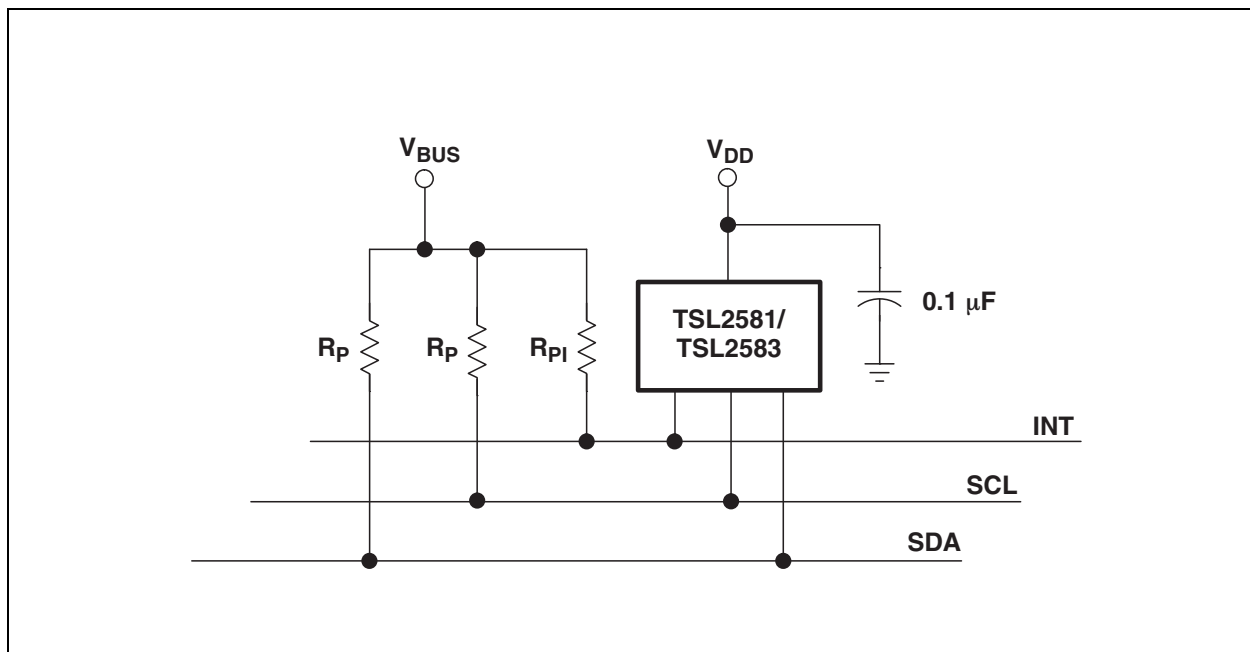 VBUS
VDD
0.1 μF
TSL2581/
TSL2583
RP
RP
RPI
INT
SCL
SDA